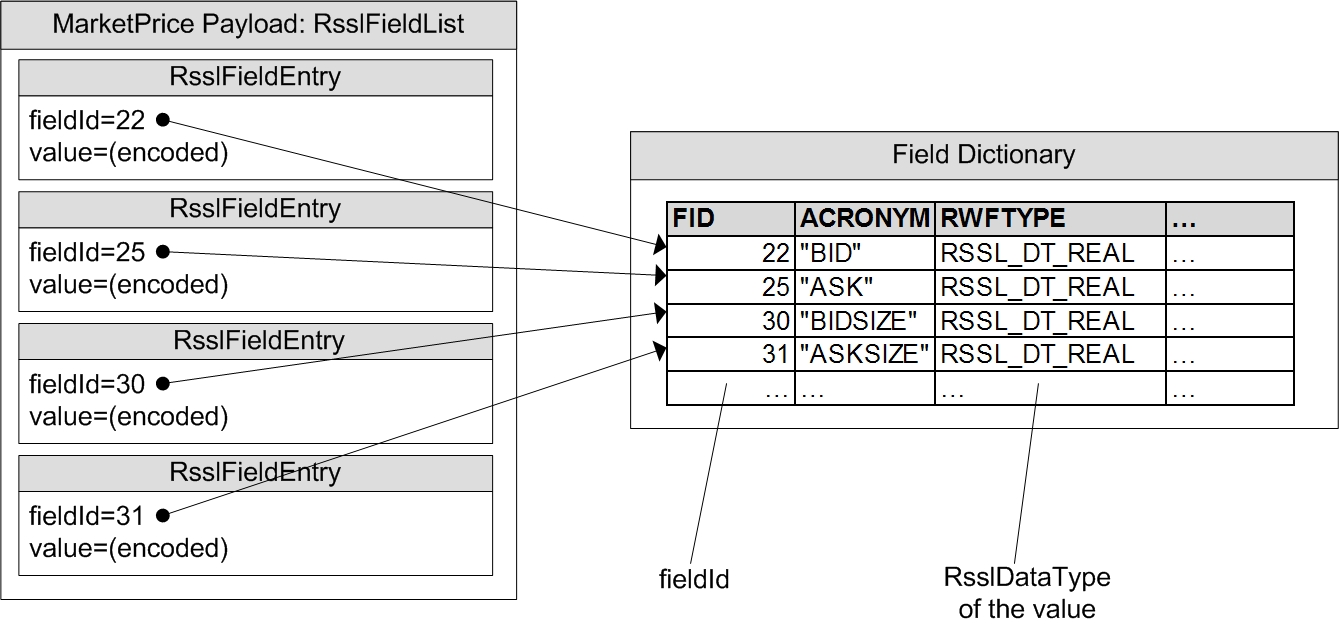 MarketPrice Payload: RsslFieldList
RsslFieldEntry
fieldId=22
value=(encoded)
RsslFieldEntry
fieldId=25
value=(encoded)
RsslFieldEntry
fieldId=30
value=(encoded)
RsslFieldEntry
fieldId=31
value=(encoded)
Field Dictionary
FID ACRONYM RWFTYPE ...
22 "BID" RSSL_DT_REAL ...
25 "ASK" RSSL_DT_REAL ...
30 "BIDSIZE" RSSL_DT_REAL ...
31 "ASKSIZE" RSSL_DT_REAL ...
... ... ... ...
fieldId
RsslDataType
of the value